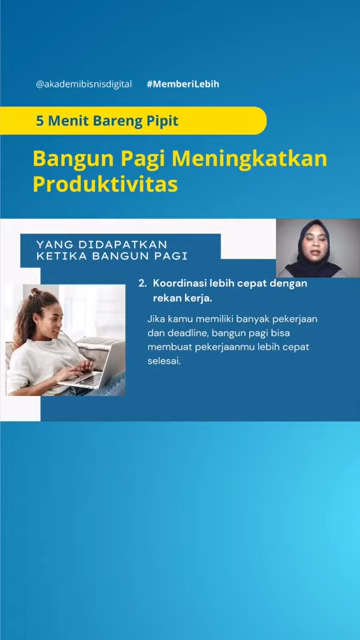 @akademibisnisdigital #MemberiLebih
5 Menit Bareng Pipit
Bangun Pagi Meningkatkan
Produktivitas
YANG DIDAPATKAN
KETIKA BANGUN PAGI
2. Koordinasi lebih cepat dengan
rekan kerja.
Jika kamu memiliki banyak pekerjaan
dan deadline, bangun pagi bisa
membuat pekerjaanmu lebih cepat
selesai.